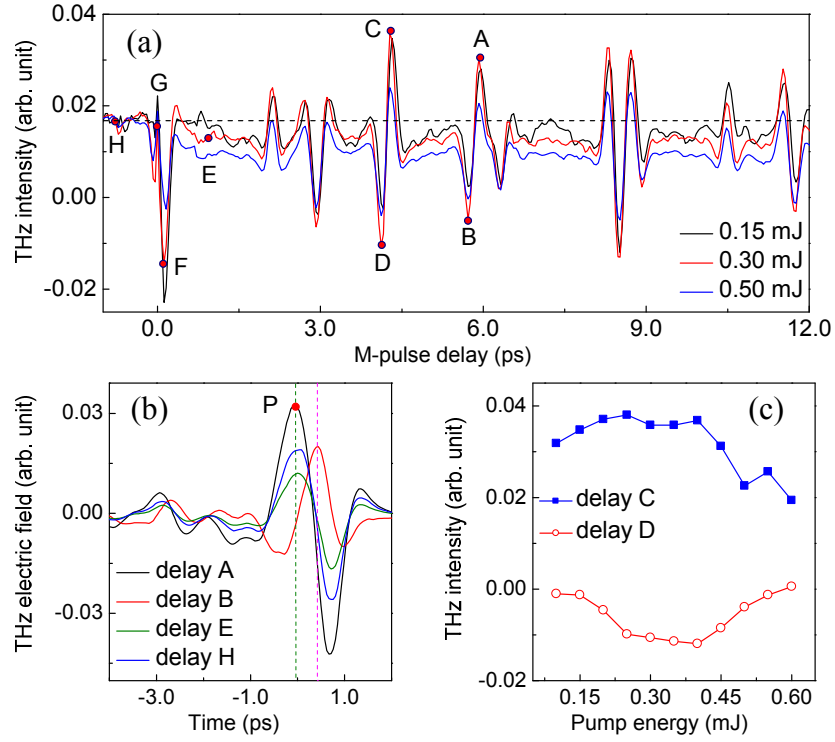 (a)
THz intensity (arb. unit)
0.04
0.02
0.00
-0.02
0.0
3.0
6.0
9.0
12.0
M-pulse delay (ps)
G
H
E
F
C
D
A
B
0.15 mJ
0.30 mJ
0.50 mJ
(b)
THz electric field (arb. unit)
0.03
0.00
-0.03
-3.0
-1.0
1.0
Time (ps)
P
delay A
delay B
delay E
delay H
(c)
THz intensity (arb. unit)
0.04
0.02
0.00
-0.02
0.15
0.30
0.45
0.60
Pump energy (mJ)
delay C
delay D